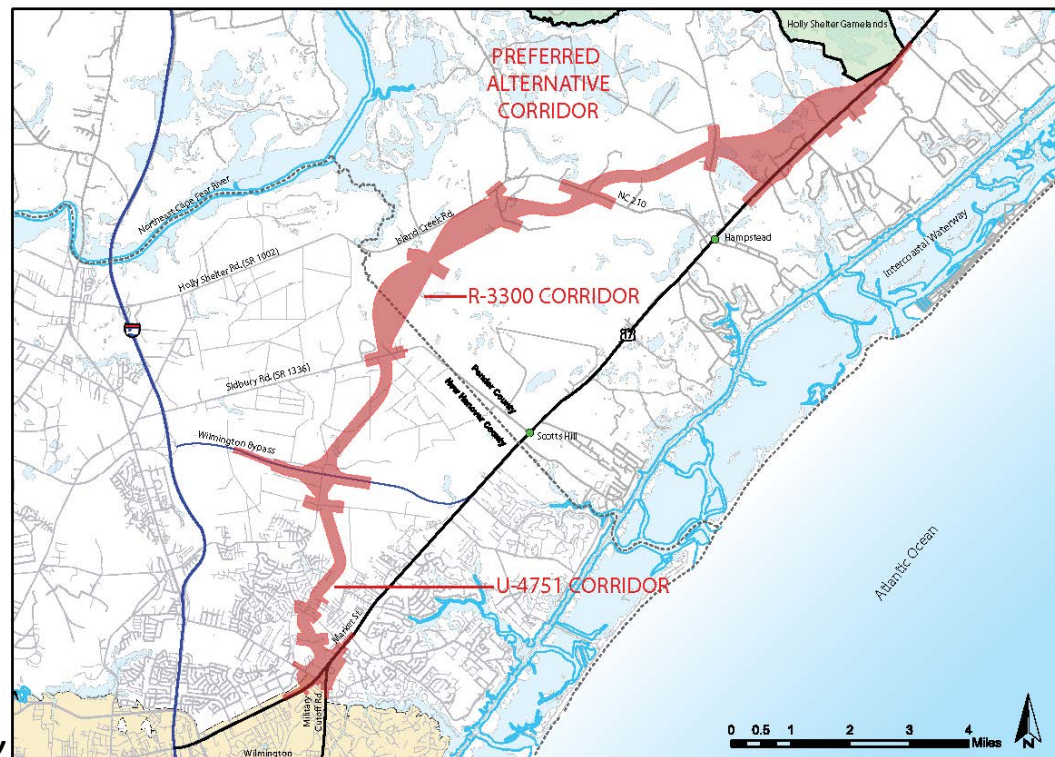 Holly Shelter Gamelands
PREFERRED
ALTERNATIVE
CORRIDOR
Northeast Cape Fear River
Island Creek Rd.
NC 210
Hampstead
Intercoastal Waterway
Holly Shelter Rd. (SR 1002)
R-3300 CORRIDOR
17
Sidbury Rd. (SR 1336)
Pender County
New Hanover County
Scotts Hill
Wilmington Bypass
Atlantic Ocean
U-4751 CORRIDOR
Market St.
Military
Cutoff Rd.
Wilmington
0 0.5 1 2 3 4
Miles
N